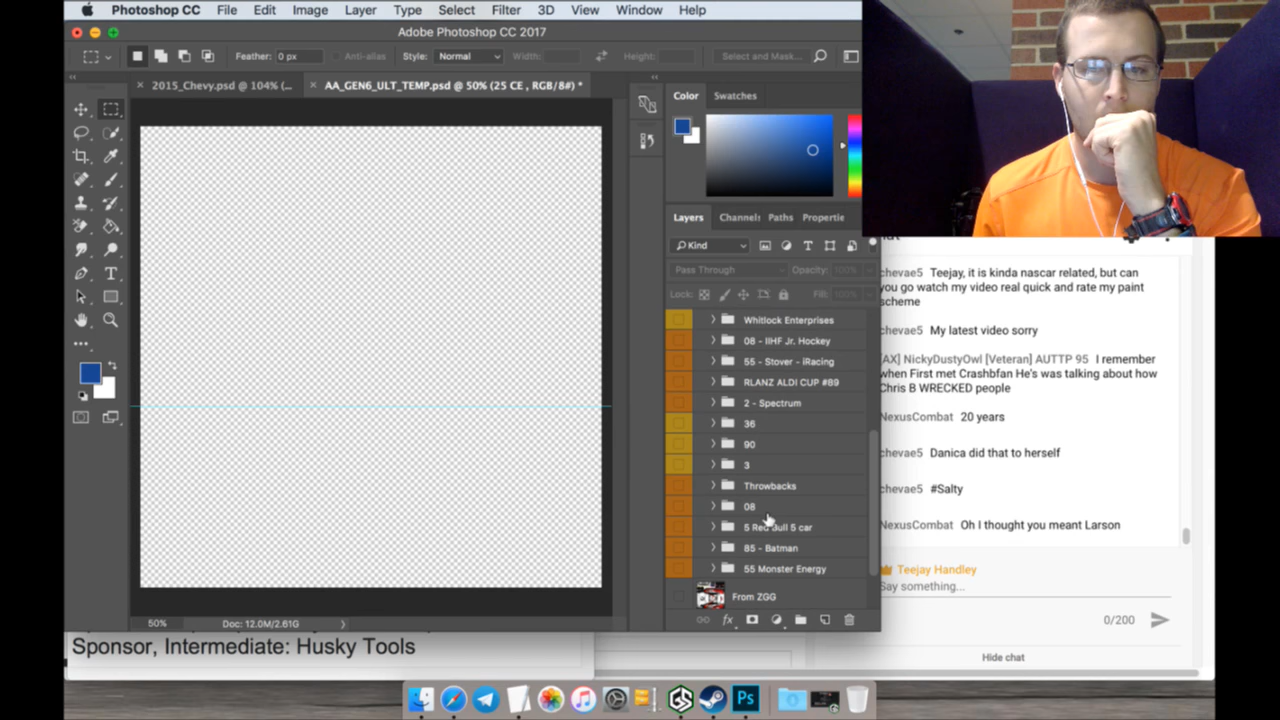 Photoshop CC File Edit Image Layer Type Select Filter 3D View Window Help
Adobe Photoshop CC 2017
Feather: 0 px Anti-alias Style: Normal Width: Height: Select and Mask...
2015_Chevy.psd @ 104% (... AA_GEN6_ULT_TEMP.psd @ 50% (25 CE , RGB/8#) *
Color Swatches
Layers Channels Paths Propertie
Kind
Pass Through Opacity: 100%
Lock: Fill: 100%
Whitlock Enterprises
08 - IIHF Jr. Hockey
55 - Stover - iRacing
RLANZ ALDI CUP #89
2 - Spectrum
36
90
3
Throwbacks
08
5 Red Bull 5 car
85 - Batman
55 Monster Energy
From ZGG
50% Doc: 12.0M/2.61G
Sponsor, Intermediate: Husky Tools
chevae5 Teejay, it is kinda nascar related, but can
you go watch my video real quick and rate my paint
scheme
chevae5 My latest video sorry
[AX] NickyDustyOwl [Veteran] AUTTP 95 I remember
when First met Crashbfan He's was talking about how
Chris B WRECKED people
NexusCombat 20 years
chevae5 Danica did that to herself
chevae5 #Salty
NexusCombat Oh I thought you meant Larson
Teejay Handley
Say something...
0/200
Hide chat
Ps